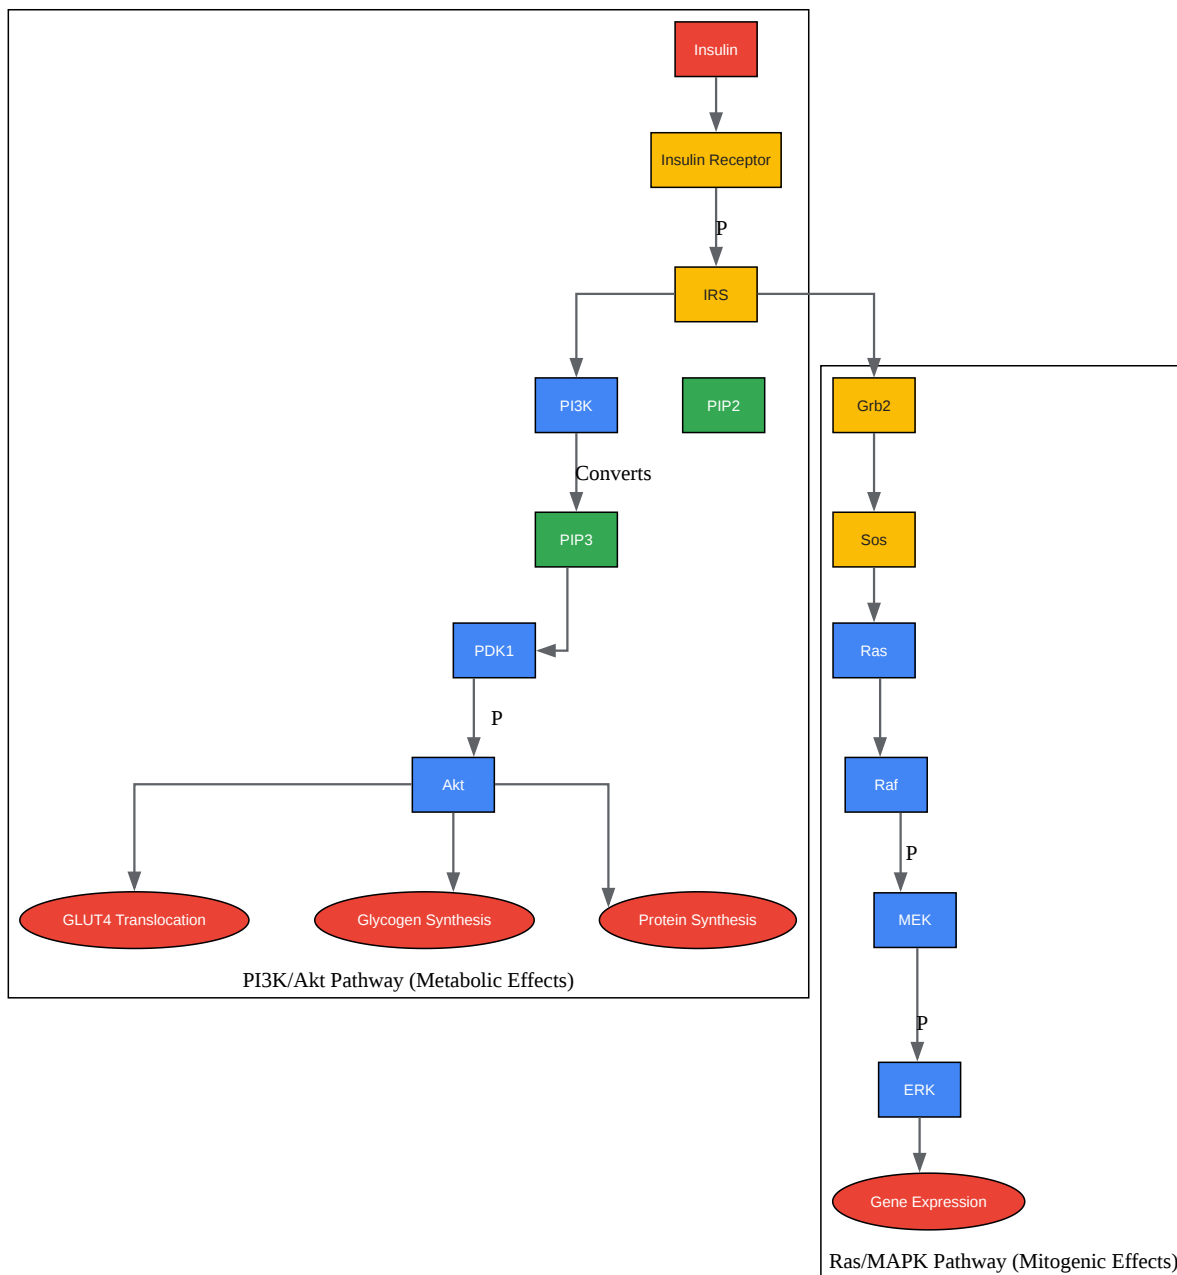 Insulin
Insulin Receptor
P
IRS
PI3K
PIP2
Grb2
Converts
PIP3
Sos
PDK1
Ras
P
Akt
Raf
P
GLUT4 Translocation
Glycogen Synthesis
Protein Synthesis
MEK
PI3K/Akt Pathway (Metabolic Effects)
P
ERK
Gene Expression
Ras/MAPK Pathway (Mitogenic Effects)